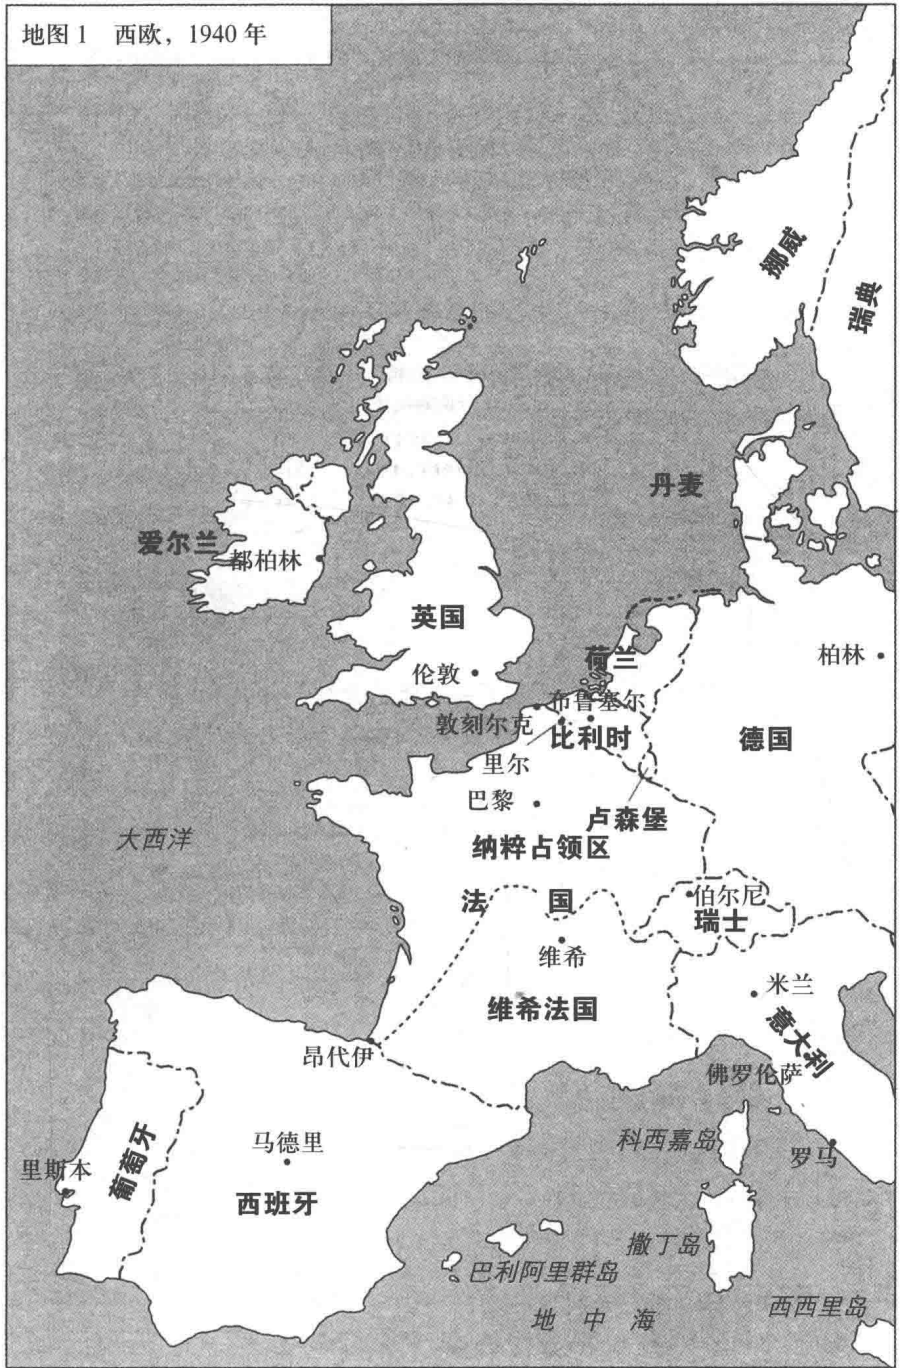 地图1 西欧，1940年
挪威
瑞典
丹麦
爱尔兰
都柏林
英国
伦敦
荷兰
柏林
布鲁塞尔
敦刻尔克
比利时
德国
里尔
巴黎
卢森堡
大西洋
纳粹占领区
法国
伯尔尼
瑞士
维希
维希法国
米兰
意大利
昂代伊
佛罗伦萨
科西嘉岛
罗马
马德里
里斯本
葡萄牙
西班牙
撒丁岛
巴利阿里群岛
西西里岛
地中海